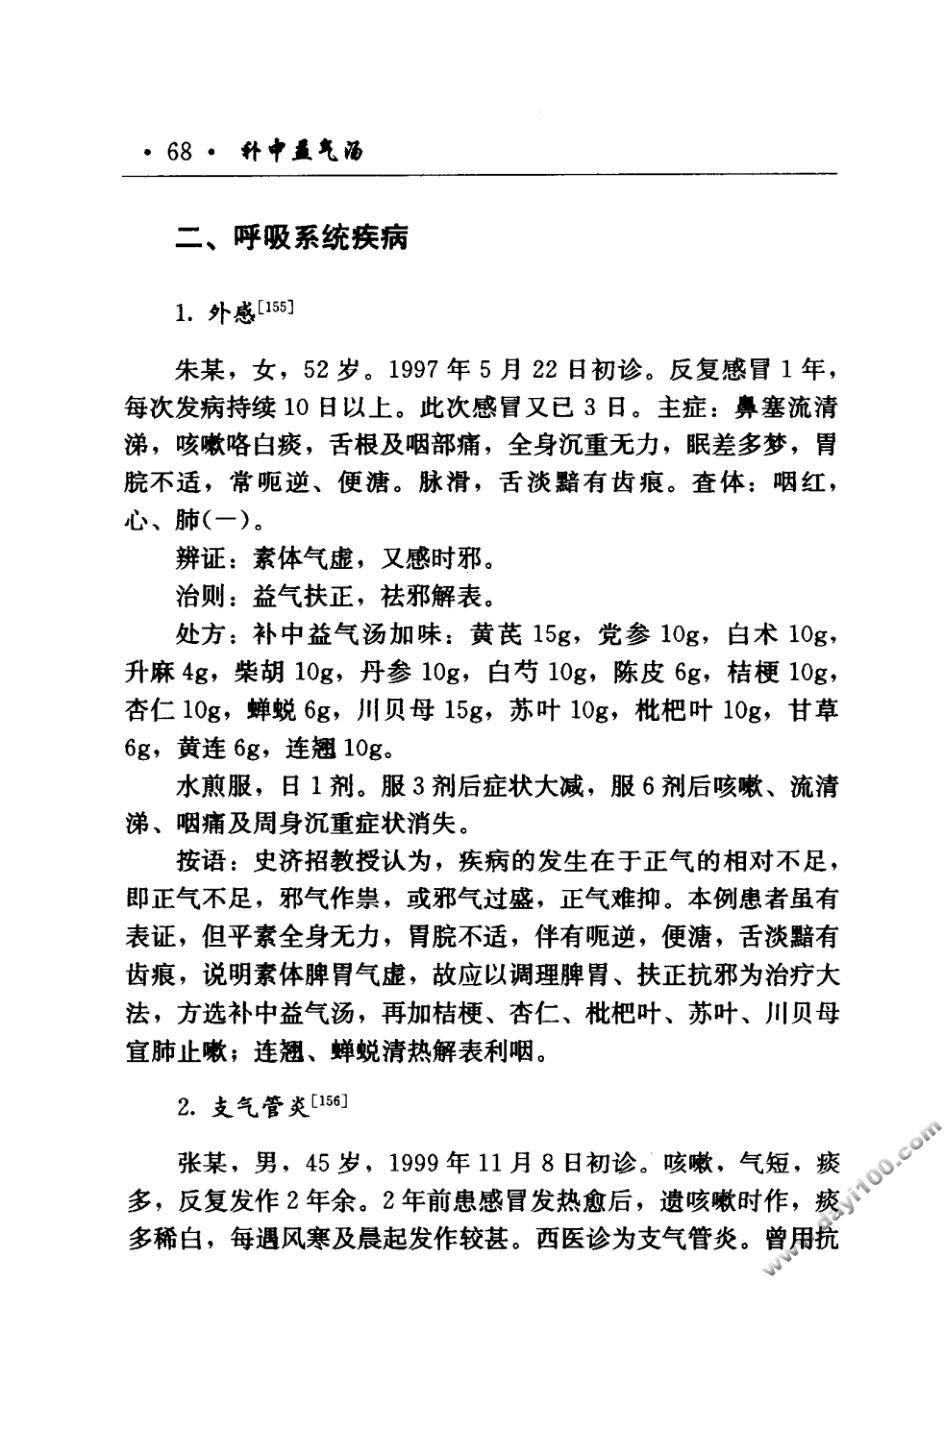 · 68 · 补中益气汤
二、呼吸系统疾病
1. 外感[155]
朱某，女，52岁。1997年5月22日初诊。反复感冒1年，
每次发病持续10日以上。此次感冒又已3日。主症：鼻塞流清
涕，咳嗽咯白痰，舌根及咽部痛，全身沉重无力，眠差多梦，胃
脘不适，常呃逆、便溏。脉滑，舌淡黯有齿痕。查体：咽红，
心、肺(一)。
辨证：素体气虚，又感时邪。
治则：益气扶正，祛邪解表。
处方：补中益气汤加味：黄芪15g，党参10g，白术10g，
升麻4g，柴胡10g，丹参10g，白芍10g，陈皮6g，桔梗10g，
杏仁10g，蝉蜕6g，川贝母15g，苏叶10g，枇杷叶10g，甘草
6g，黄连6g，连翘10g。
水煎服，日1剂。服3剂后症状大减，服6剂后咳嗽、流清
涕、咽痛及周身沉重症状消失。
按语：史济招教授认为，疾病的发生在于正气的相对不足，
即正气不足，邪气作祟，或邪气过盛，正气难抑。本例患者虽有
表证，但平素全身无力，胃脘不适，伴有呃逆，便溏，舌淡黯有
齿痕，说明素体脾胃气虚，故应以调理脾胃、扶正抗邪为治疗大
法，方选补中益气汤，再加桔梗、杏仁、枇杷叶、苏叶、川贝母
宣肺止嗽；连翘、蝉蜕清热解表利咽。
2. 支气管炎[156]
张某，男，45岁，1999年11月8日初诊。咳嗽，气短，痰
多，反复发作2年余。2年前患感冒发热愈后，遗咳嗽时作，痰
多稀白，每遇风寒及晨起发作较甚。西医诊为支气管炎。曾用抗
www.dayi100.com